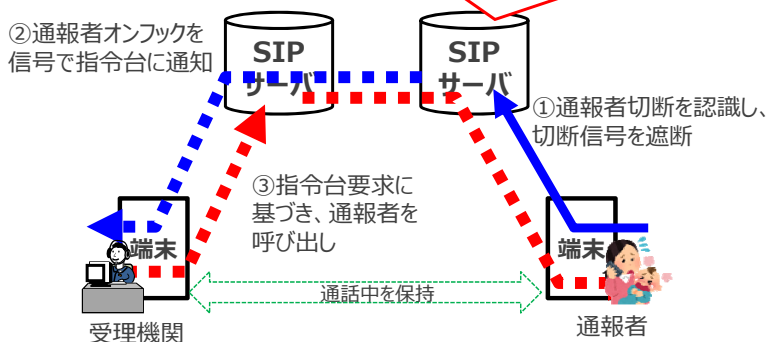 ②通報者オンフックを
信号で指令台に通知
SIP
サーバ
SIP
サーバ
①通報者切断を認識し、
切断信号を遮断
③指令台要求に
基づき、通報者を
呼び出し
端末
端末
通話中を保持
受理機関
通報者